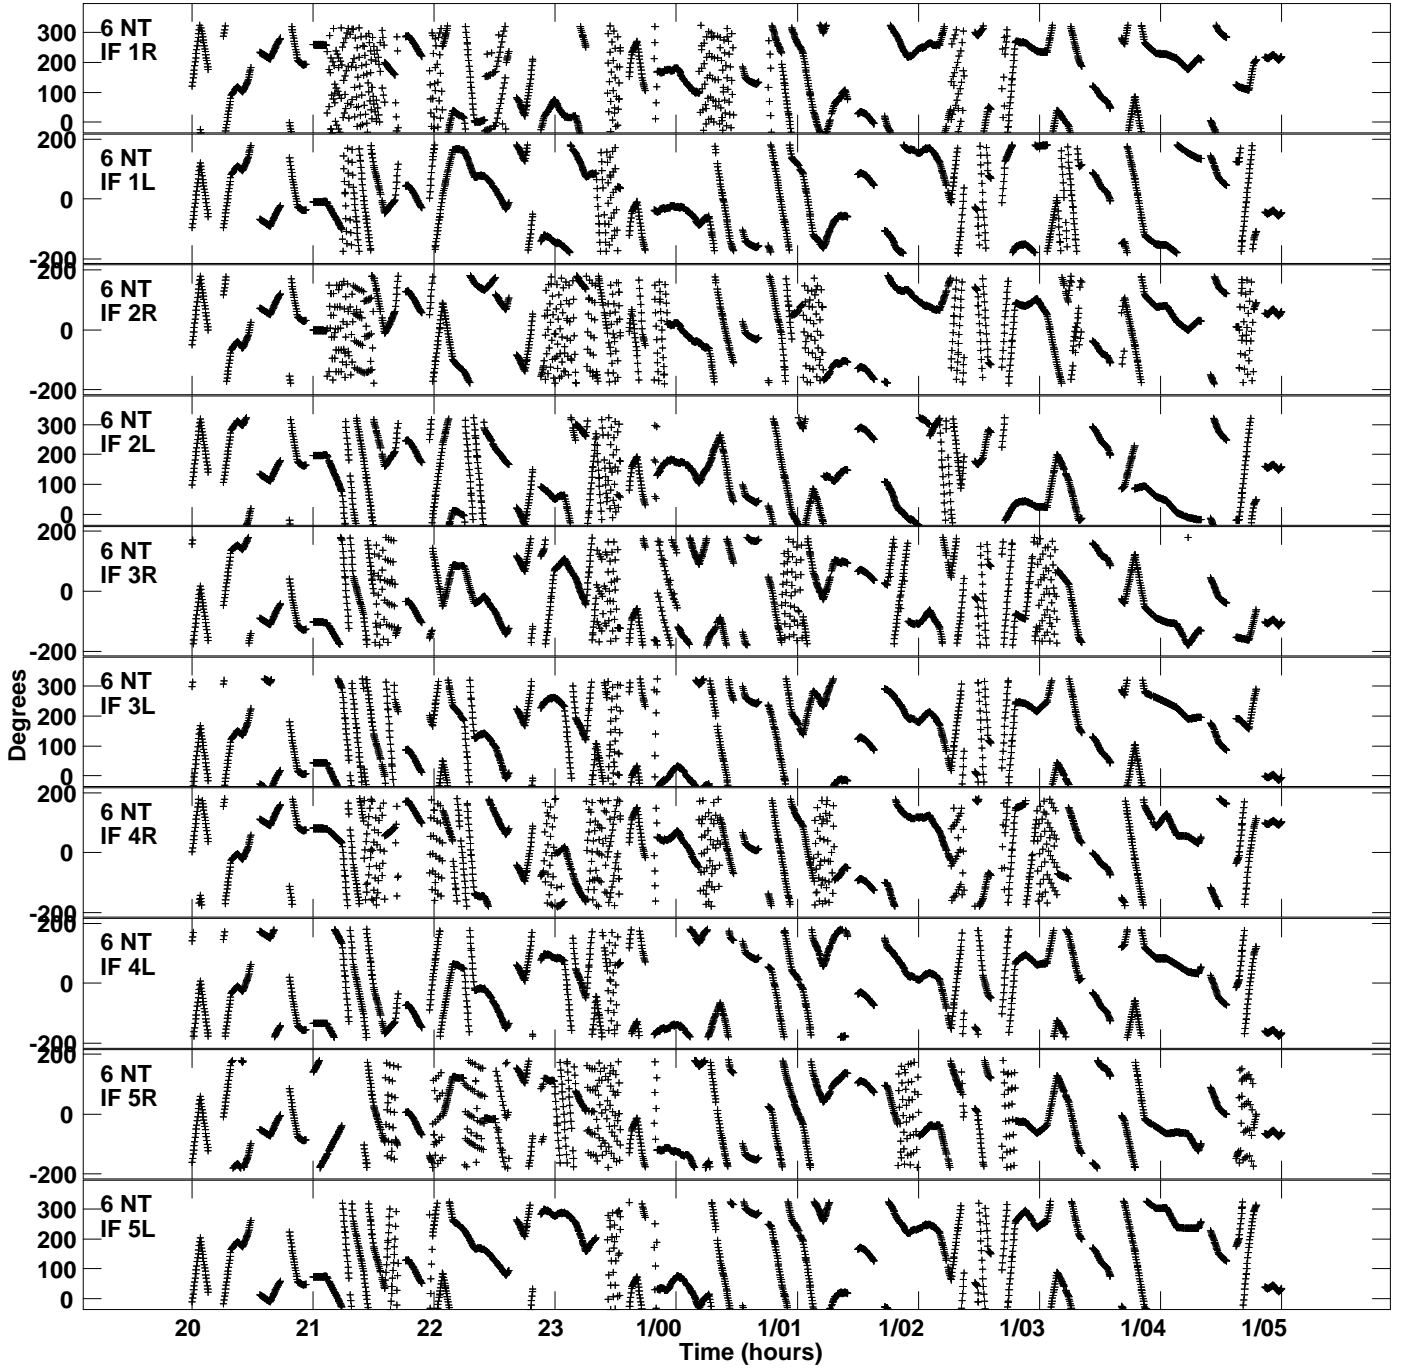 6 NT
IF 1R
300
200
100
0
6 NT
IF 1L
200
0
-200
6 NT
IF 2R
200
0
-200
6 NT
IF 2L
300
200
100
0
6 NT
IF 3R
200
0
-200
6 NT
IF 3L
300
200
100
0
6 NT
IF 4R
200
0
-200
6 NT
IF 4L
200
0
-200
6 NT
IF 5R
200
0
-200
6 NT
IF 5L
300
200
100
0
Degrees
20 21 22 23 1/00 1/01 1/02 1/03 1/04 1/05
Time (hours)